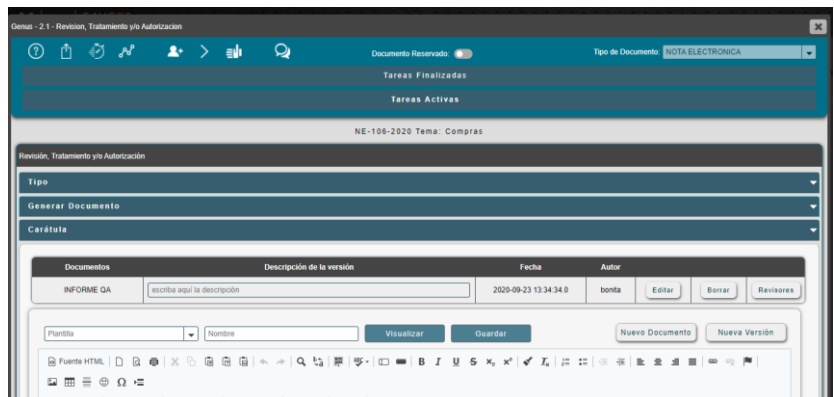 Genus - 2.1 - Revision, Tratamiento y/o Autorizacion
Documento Reservado:
Tipo de Documento: NOTA ELECTRONICA
Tareas Finalizadas
Tareas Activas
NE-106-2020 Tema: Compras
Revisión, Tratamiento y/o Autorización
Tipo
Generar Documento
Carátula
Documentos Descripción de la versión Fecha Autor
INFORME QA escriba aquí la descripción 2020-09-23 13:34:34.0 bonita Editar Borrar Revisores
Plantilla Nombre Visualizar Guardar Nuevo Documento Nueva Versión
Fuente HTML